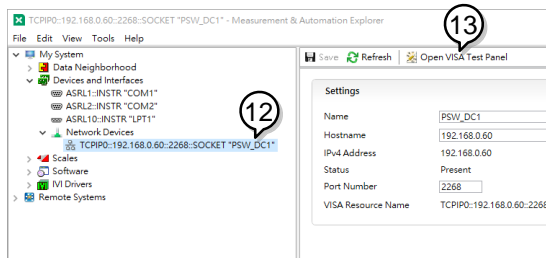 TCPIP0::192.168.0.60::2268::SOCKET "PSW_DC1" - Measurement & Automation Explorer
File Edit View Tools Help
13
My System
Data Neighborhood
Devices and Interfaces
ASRL1::INSTR "COM1"
ASRL2::INSTR "COM2"
ASRL10::INSTR "LPT1"
Network Devices
TCPIP0::192.168.0.60::2268::SOCKET "PSW_DC1"
12
Scales
Software
IVI Drivers
Remote Systems
Save Refresh Open VISA Test Panel
Settings
Name PSW_DC1
Hostname 192.168.0.60
IPv4 Address 192.168.0.60
Status Present
Port Number 2268
VISA Resource Name TCPIP0::192.168.0.60::2268